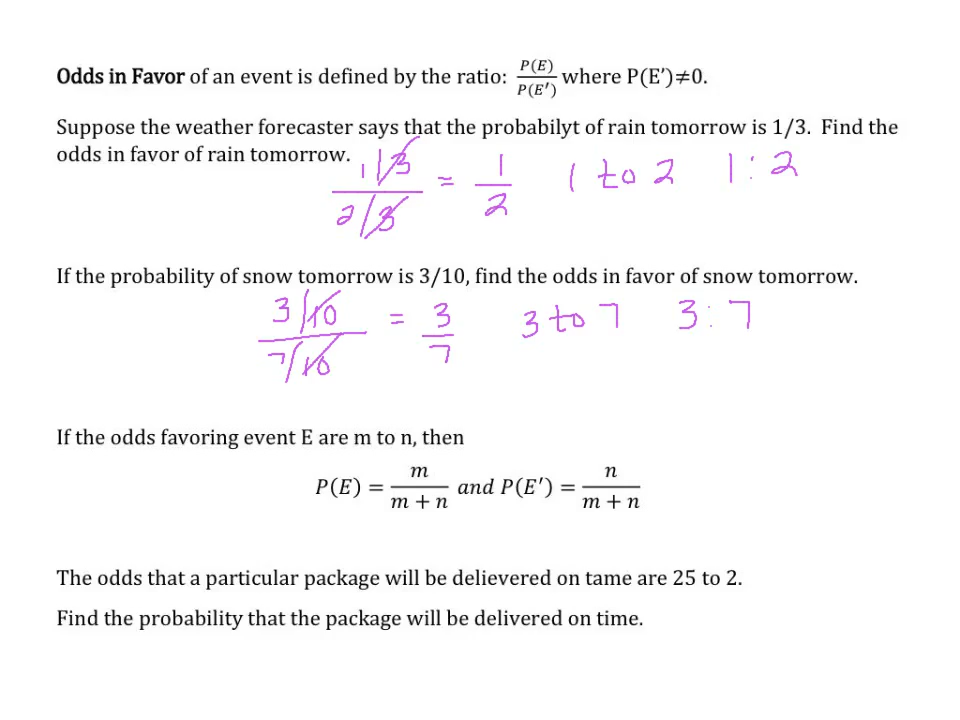 Odds in Favor of an event is defined by the ratio: P(E)/P(E′) where P(E’)≠0.
Suppose the weather forecaster says that the probabilyt of rain tomorrow is 1/3. Find the
odds in favor of rain tomorrow.
1/3 / 2/3 = 1/2 1 to 2 1:2
If the probability of snow tomorrow is 3/10, find the odds in favor of snow tomorrow.
3/10 / 7/10 = 3/7 3 to 7 3:7
If the odds favoring event E are m to n, then
P(E) = m/(m + n) and P(E′) = n/(m + n)
The odds that a particular package will be delievered on tame are 25 to 2.
Find the probability that the package will be delivered on time.